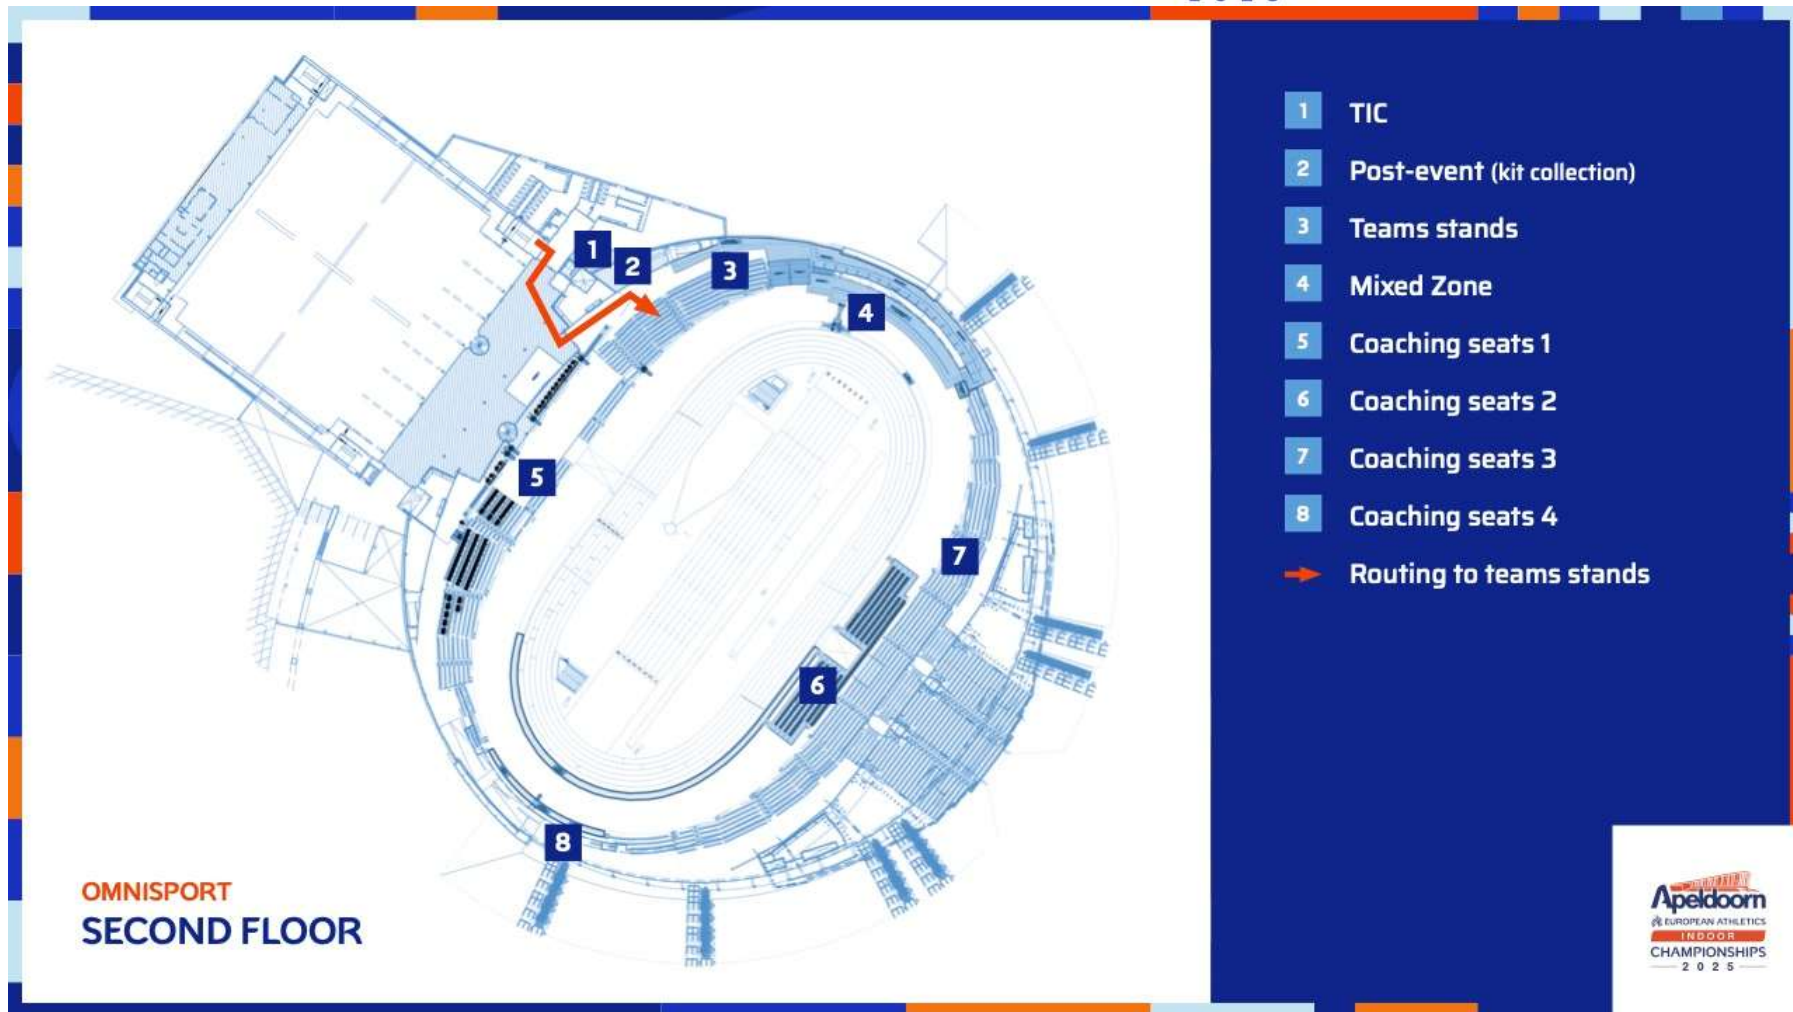 1
2
3
4
5
6
7
8
OMNISPORT
SECOND FLOOR
1 TIC
2 Post-event (kit collection)
3 Teams stands
4 Mixed Zone
5 Coaching seats 1
6 Coaching seats 2
7 Coaching seats 3
8 Coaching seats 4
Routing to teams stands
Apeldoorn
EUROPEAN ATHLETICS
INDOOR
CHAMPIONSHIPS
2025